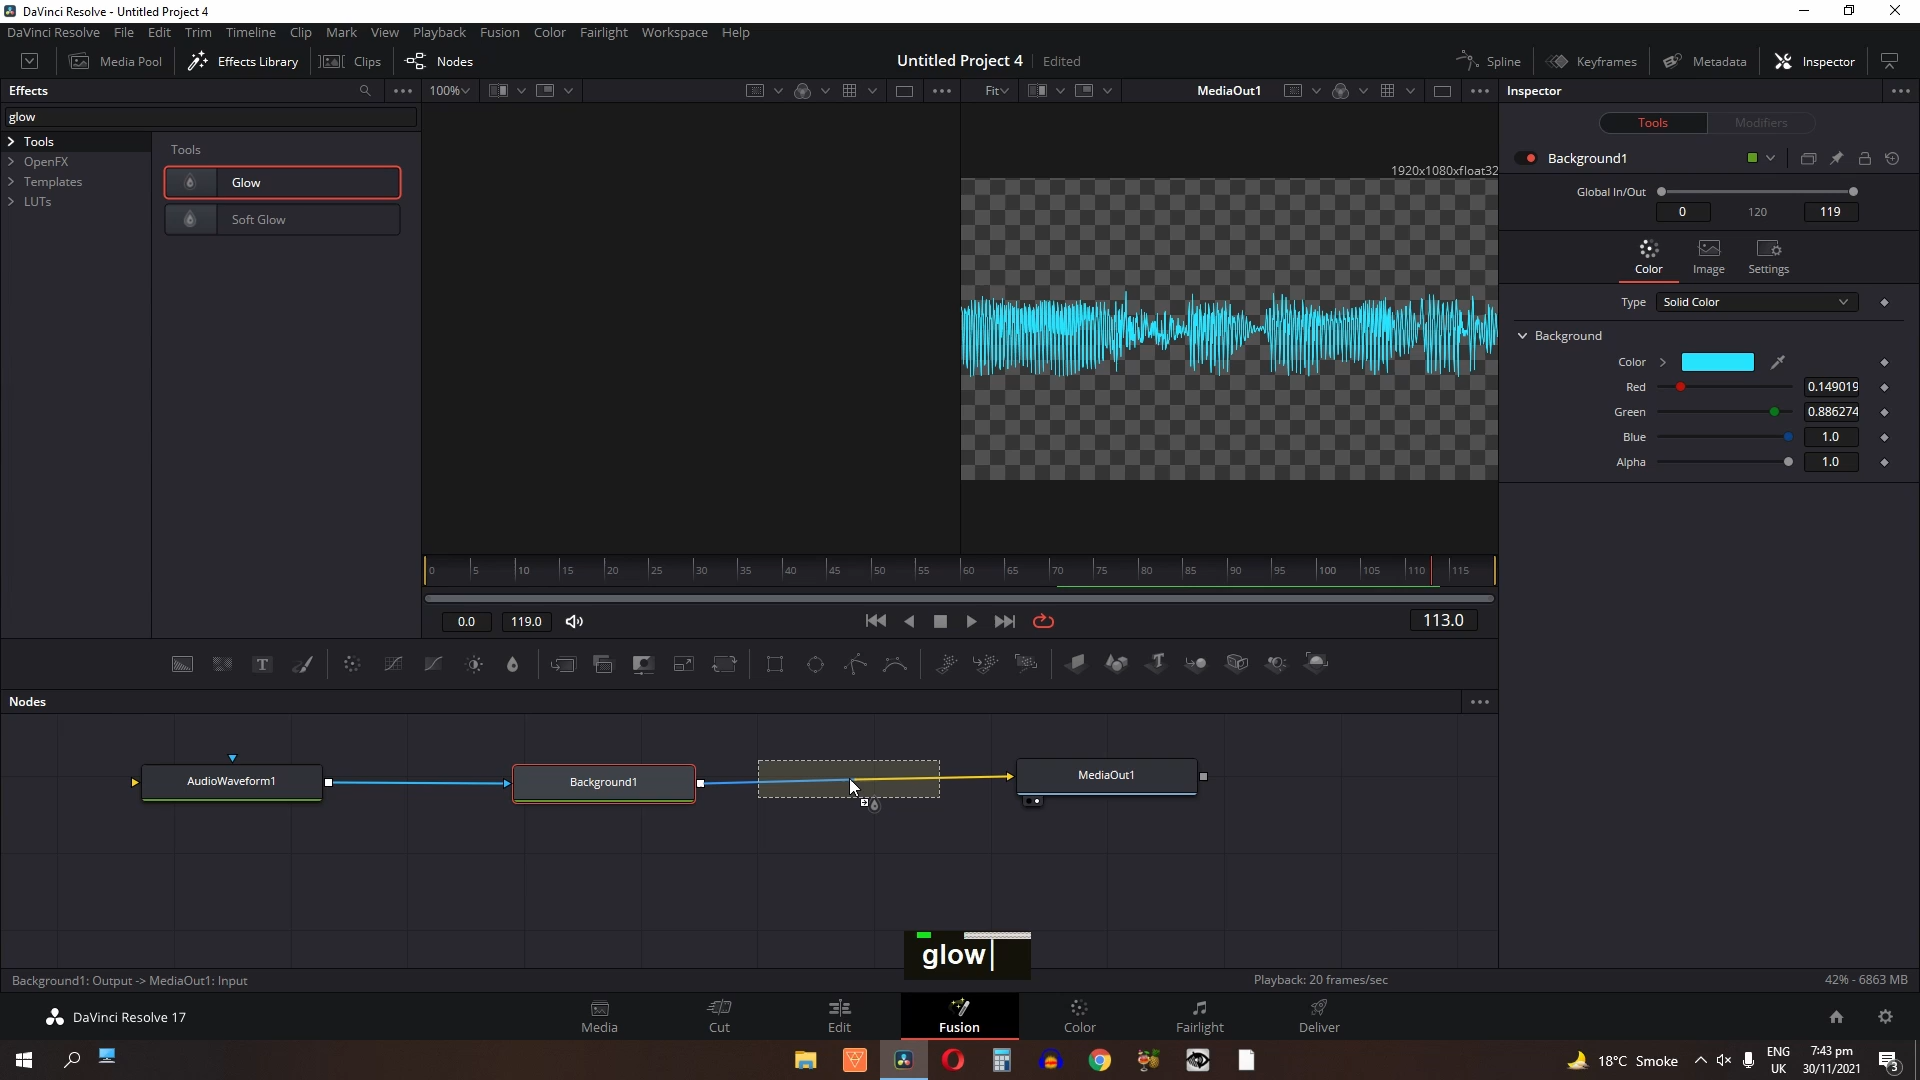 DaVinci Resolve - Untitled Project 4
DaVinci Resolve File Edit Trim Timeline Clip Mark View Playback Fusion Color Fairlight Workspace Help
Media Pool Effects Library Clips Nodes Untitled Project 4 Edited Spline Keyframes Metadata Inspector
Effects 100% Fit MediaOut1 Inspector
glow
Tools Modifiers
Tools
OpenFX
Templates
LUTs
Tools
Glow
Soft Glow
1920x1080xfloat32
Background1
Global In/Out
0 120 119
Color Image Settings
Type Solid Color
Background
Color
Red 0.149019
Green 0.886274
Blue 1.0
Alpha 1.0
0 5 10 15 20 25 30 35 40 45 50 55 60 65 70 75 80 85 90 95 100 105 110 115
0.0 119.0 113.0
T T
Nodes
AudioWaveform1 Background1 MediaOut1
glow
Background1: Output -> MediaOut1: Input Playback: 20 frames/sec 42% - 6863 MB
DaVinci Resolve 17 Media Cut Edit Fusion Color Fairlight Deliver
18°C Smoke ENG UK 7:43 pm 30/11/2021 3